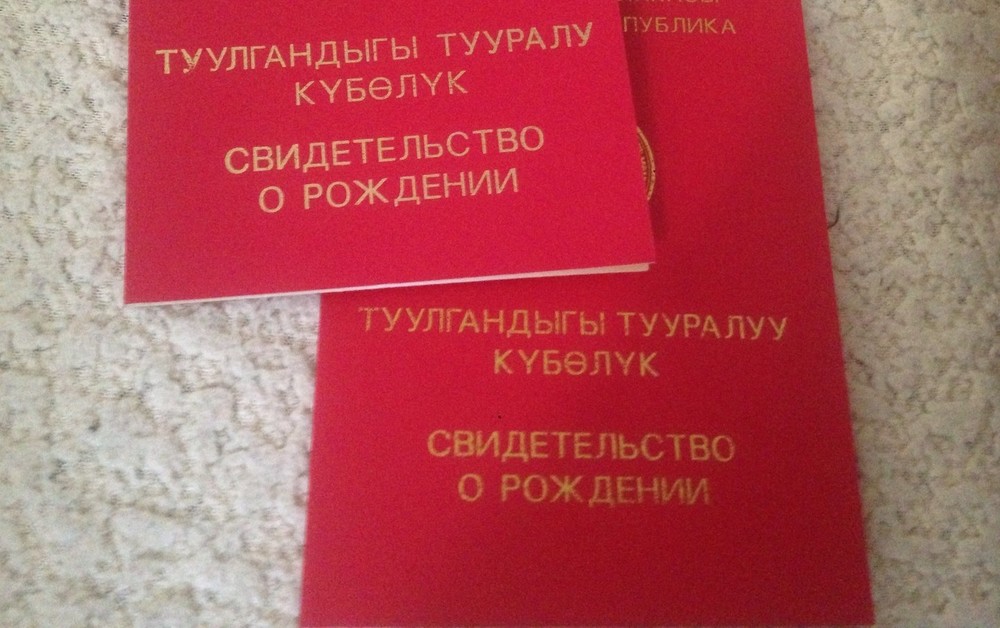 ТУУЛГАНДЫГЫ ТУУРАЛУ
КҮБӨЛҮК
СВИДЕТЕЛЬСТВО
О РОЖДЕНИИ
ПУБЛИКА
ТУУЛГАНДЫГЫ ТУУРАЛУУ
КҮБӨЛҮК
СВИДЕТЕЛЬСТВО
О РОЖДЕНИИ